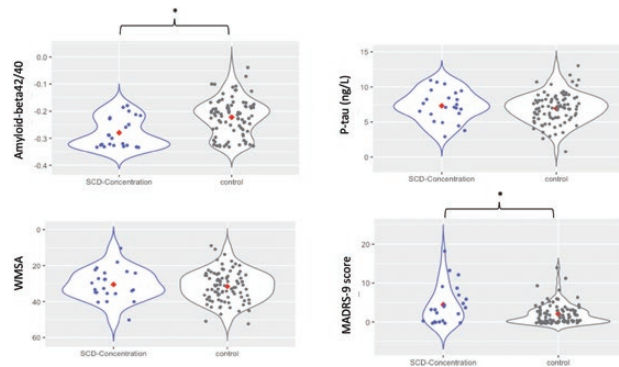 *
0.0
-0.1
-0.2
-0.3
-0.4
Amyloid-beta42/40
SCD-Concentration control
15
10
5
0
P-tau (ng/L)
SCD-Concentration control
0
20
40
60
WMSA
SCD-Concentration control
*
20
10
0
MADRS-9 score
SCD-Concentration control